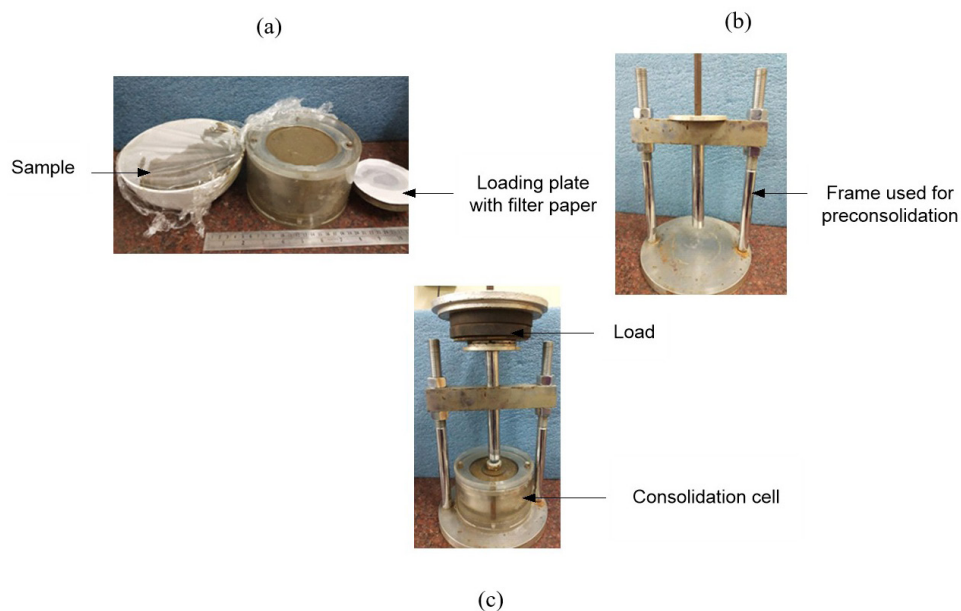 (a)
(b)
Sample
Loading plate
with filter paper
Frame used for
preconsolidation
Load
Consolidation cell
(c)